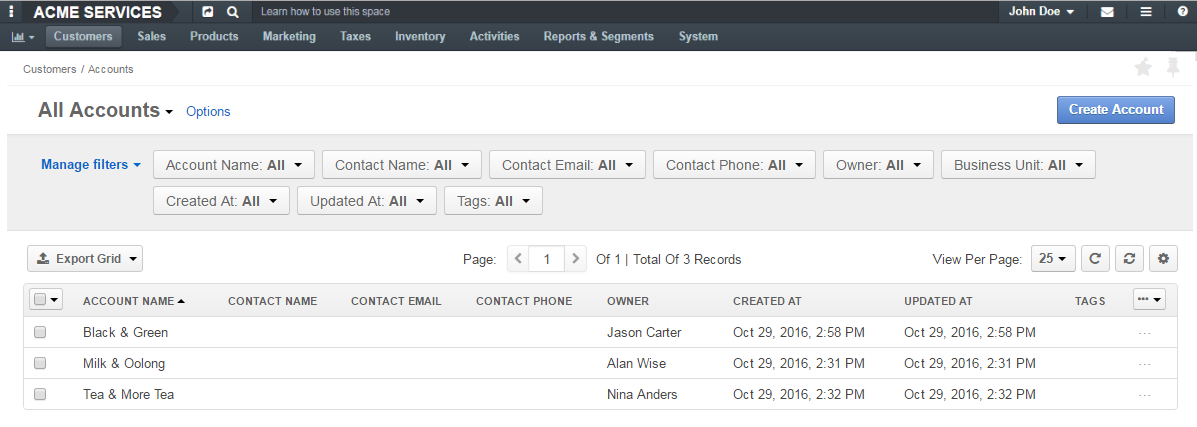 ACME SERVICES Learn how to use this space John Doe
Customers Sales Products Marketing Taxes Inventory Activities Reports & Segments System
Customers / Accounts
All Accounts Options Create Account
Manage filters Account Name: All Contact Name: All Contact Email: All Contact Phone: All Owner: All Business Unit: All
Created At: All Updated At: All Tags: All
Export Grid Page: 1 Of 1 | Total Of 3 Records View Per Page: 25
ACCOUNT NAME CONTACT NAME CONTACT EMAIL CONTACT PHONE OWNER CREATED AT UPDATED AT TAGS
Black & Green Jason Carter Oct 29, 2016, 2:58 PM Oct 29, 2016, 2:58 PM ...
Milk & Oolong Alan Wise Oct 29, 2016, 2:31 PM Oct 29, 2016, 2:31 PM ...
Tea & More Tea Nina Anders Oct 29, 2016, 2:32 PM Oct 29, 2016, 2:32 PM ...